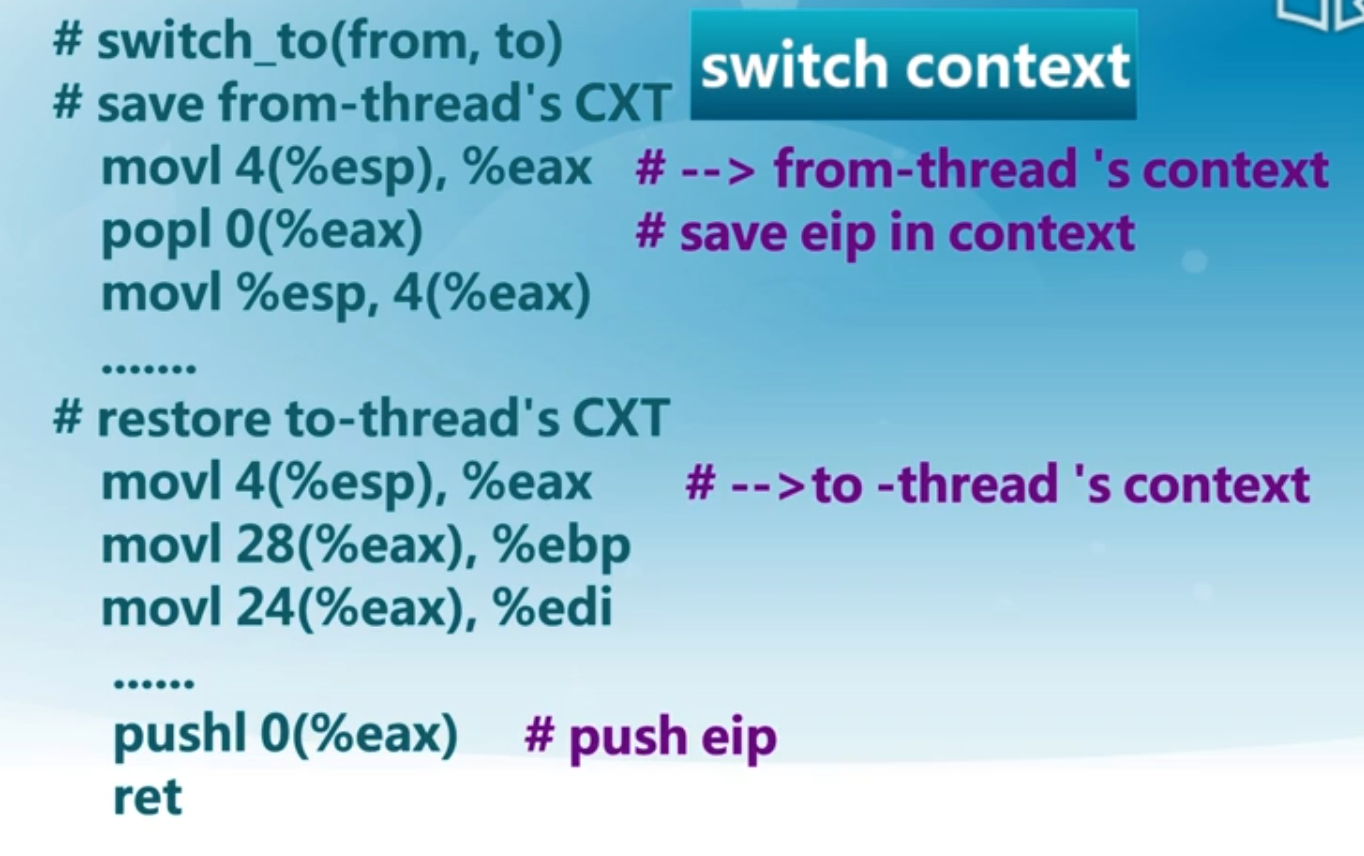 # switch_to(from, to)
switch context
# save from-thread's CXT
movl 4(%esp), %eax # --> from-thread 's context
popl 0(%eax) # save eip in context
movl %esp, 4(%eax)
.......
# restore to-thread's CXT
movl 4(%esp), %eax # -->to -thread 's context
movl 28(%eax), %ebp
movl 24(%eax), %edi
......
pushl 0(%eax) # push eip
ret